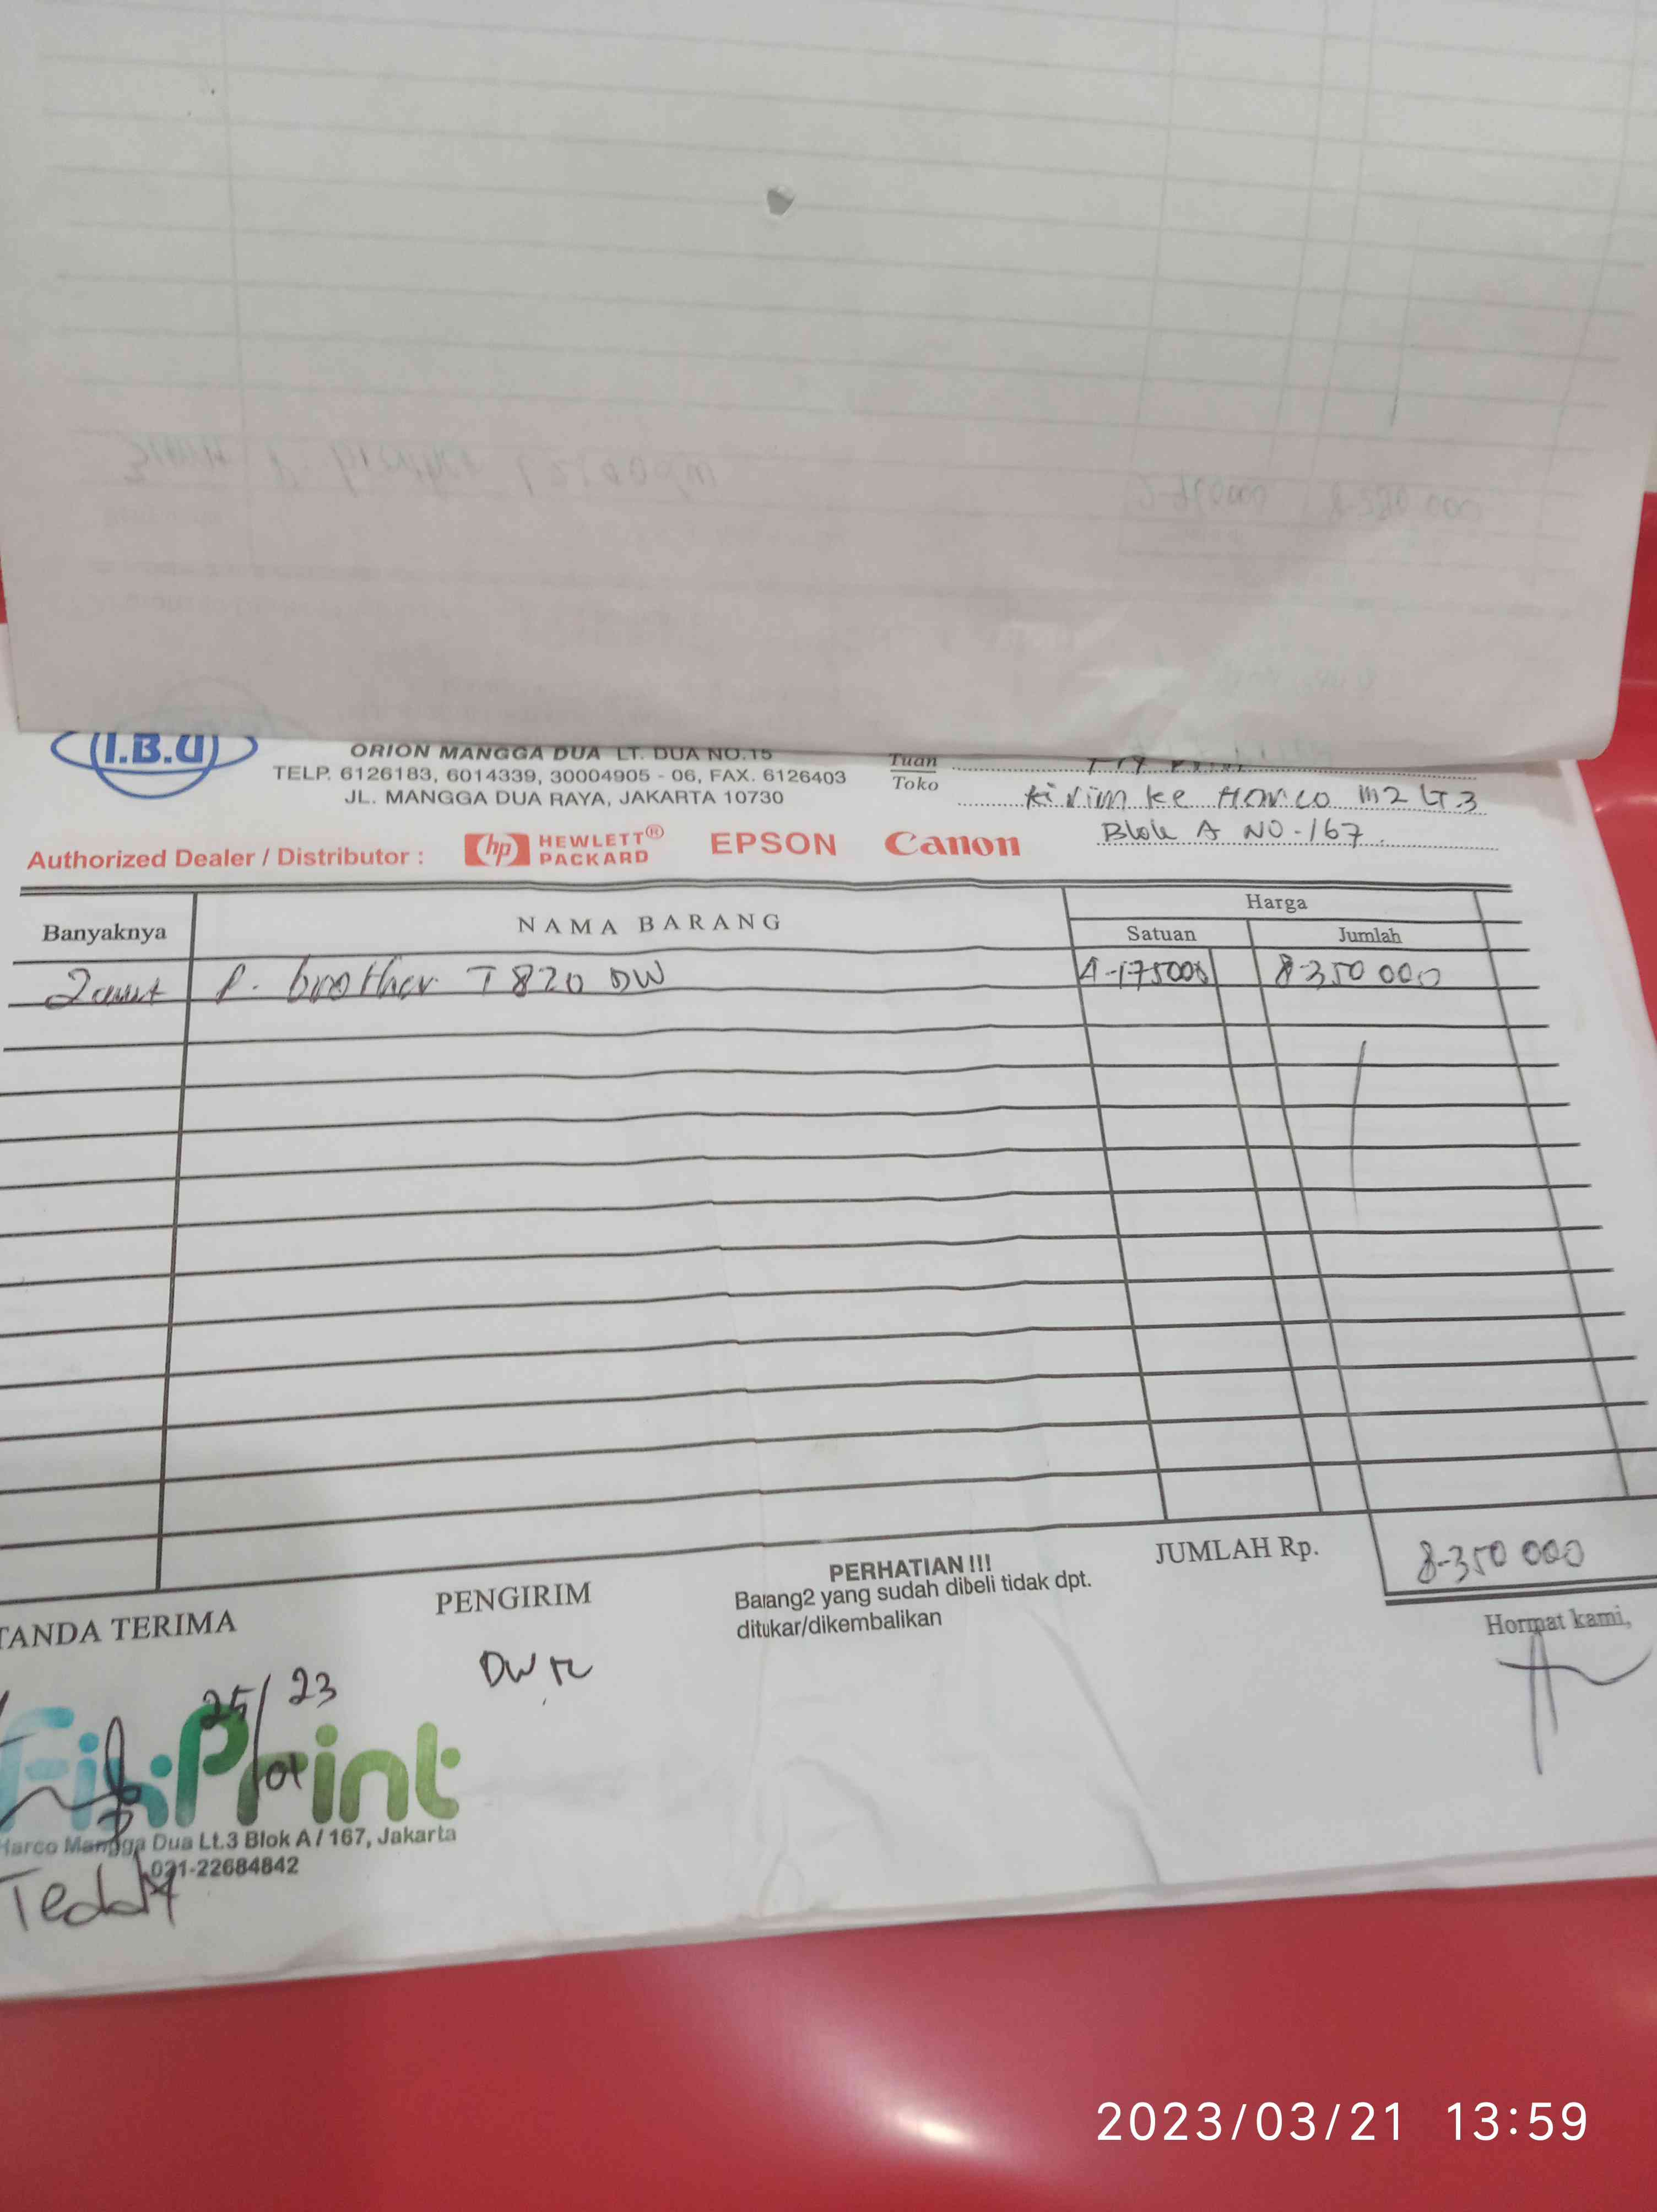 I.B.U
ORION MANGGA DUA LT. DUA NO.15
TELP. 6126183, 6014339, 30004905 - 06, FAX. 6126403
JL. MANGGA DUA RAYA, JAKARTA 10730
Tuan
Toko
kirim ke Harco M2 LT3
Blok A NO-167
Authorized Dealer / Distributor :
hp HEWLETT® PACKARD EPSON Canon
Banyaknya NAMA BARANG Harga
Satuan Jumlah
2 unit P. brother T820 DW 4-175000 8-350 000
JUMLAH Rp. 8-350 000
TANDA TERIMA PENGIRIM
PERHATIAN !!!
Barang2 yang sudah dibeli tidak dpt.
ditukar/dikembalikan
Hormat kami,
25/ 23
FixPrint
Harco Mangga Dua Lt.3 Blok A / 167, Jakarta
021-22684842
Teddy
2023/03/21 13:59